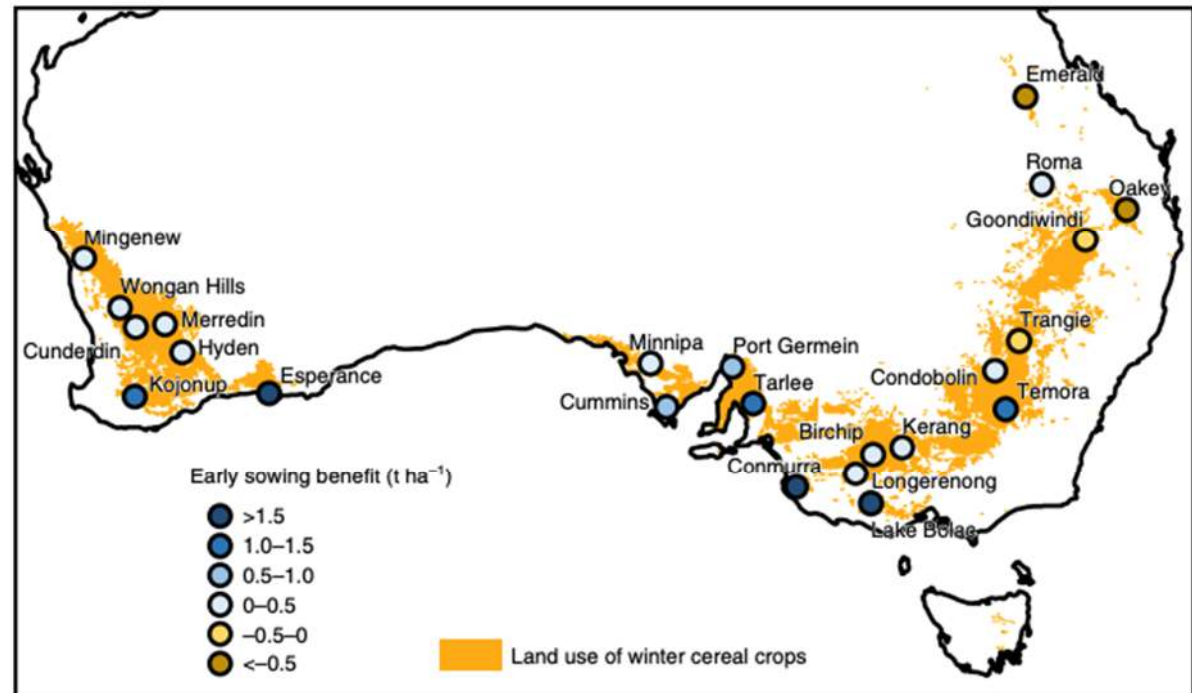 Emerald
Roma
Oakey
Goondiwindi
Mingenew
Wongan Hills
Merredin
Trangie
Cunderdin
Hyden
Minnipa
Port Germein
Kojonup
Esperance
Condobolin
Tarlee
Temora
Cummins
Birchip
Kerang
Conmurra
Early sowing benefit (t ha⁻¹)
Longerenong
>1.5
Lake Bolac
1.0–1.5
0.5–1.0
0–0.5
–0.5–0
Land use of winter cereal crops
<–0.5